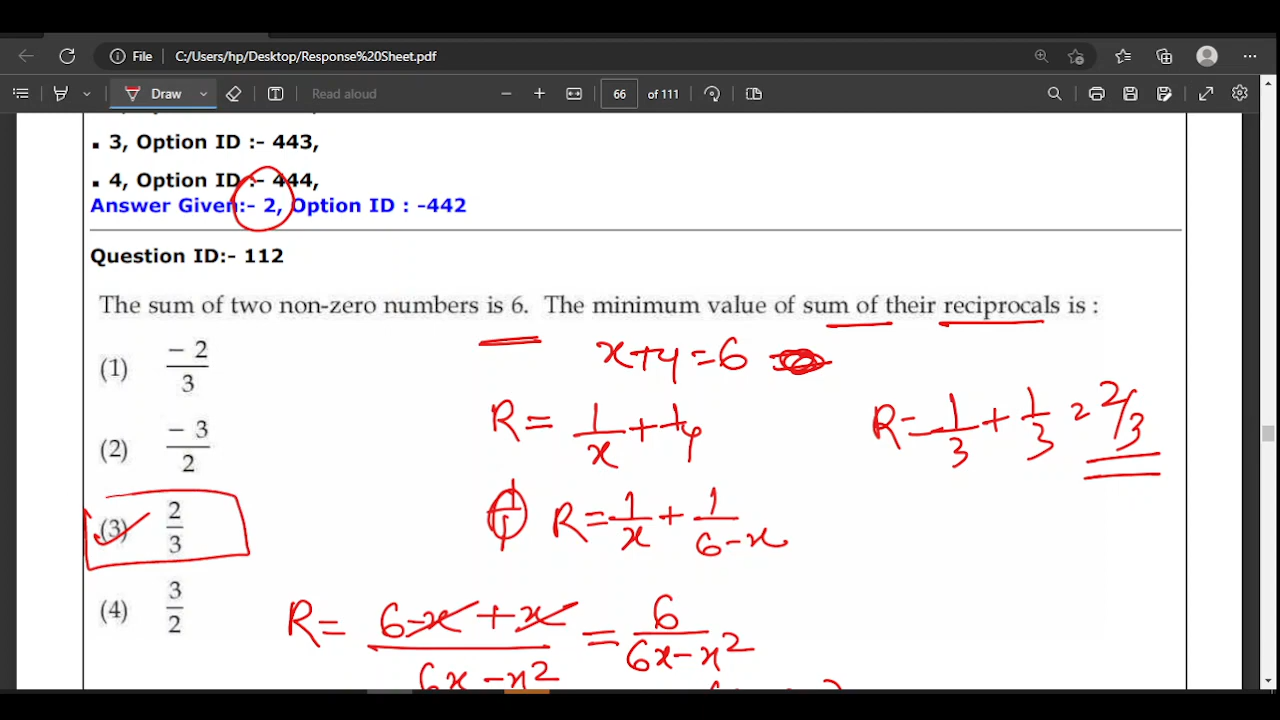 File C:/Users/hp/Desktop/Response%20Sheet.pdf
Draw Read aloud 66 of 111
▪ 3, Option ID :- 443,
▪ 4, Option ID :- 444,
Answer Given:- 2, Option ID : -442
Question ID:- 112
The sum of two non-zero numbers is 6. The minimum value of sum of their reciprocals is :
x+y=6
(1) -2/3
R= 1/x + 1/y
R= 1/3 + 1/3 = 2/3
(2) -3/2
R= 1/x + 1/6-x
(3) 2/3
(4) 3/2
R= 6-x+x / 6x-x² = 6 / 6x-x²